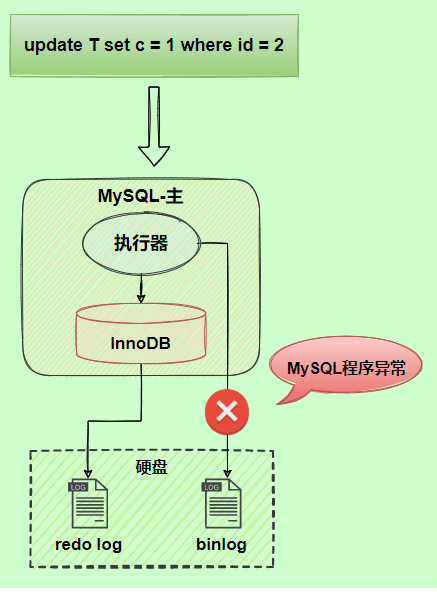 update T set c = 1 where id = 2
MySQL-主
执行器
InnoDB
MySQL程序异常
硬盘
LOG
LOG
redo log
binlog